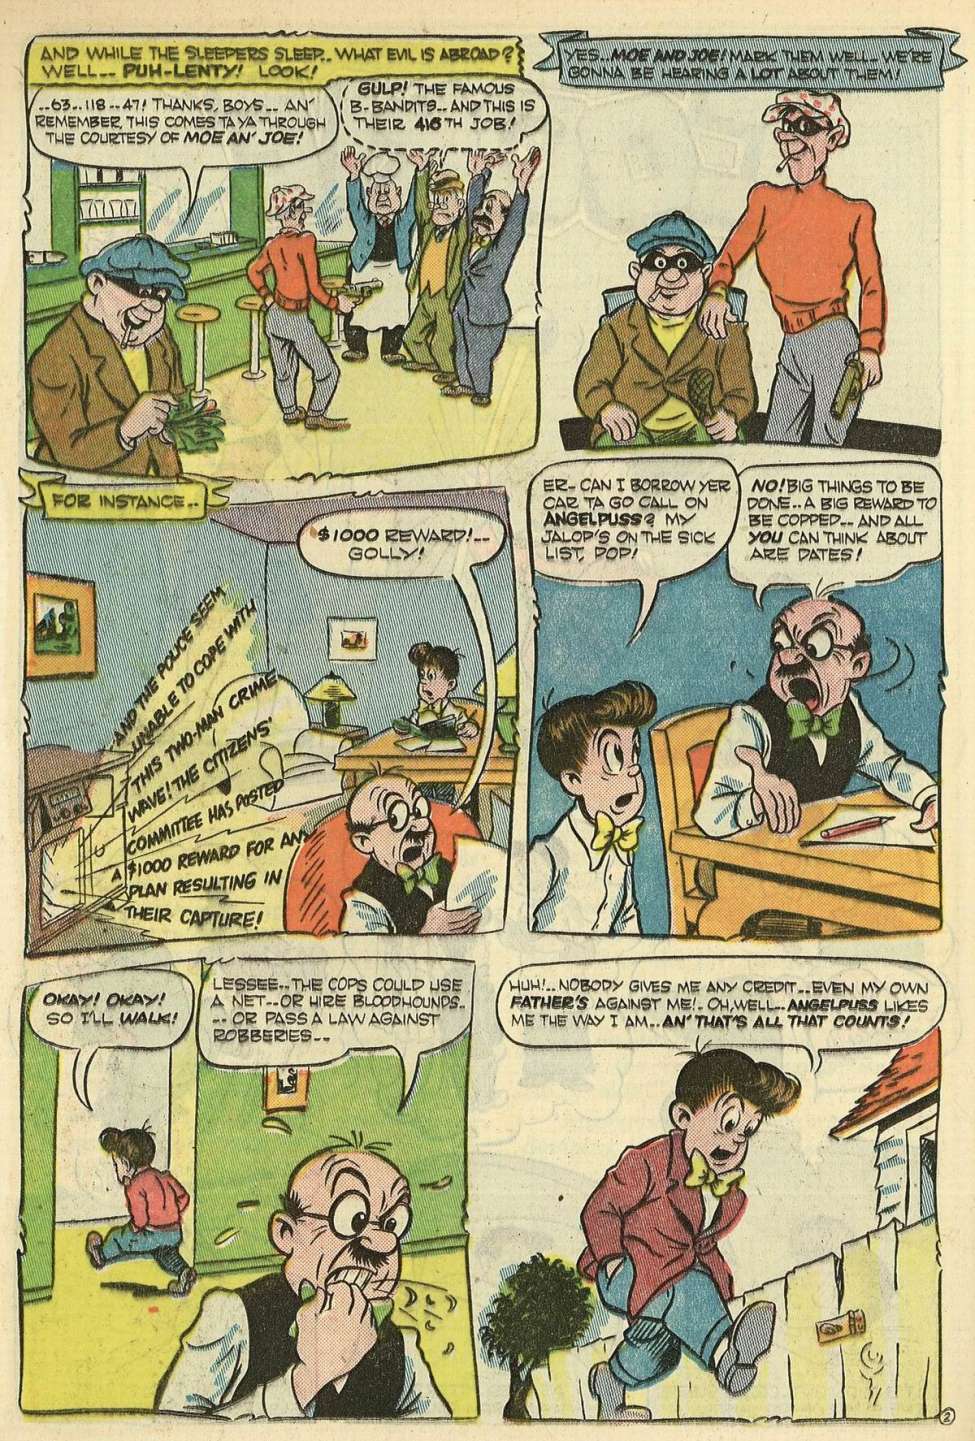 AND WHILE THE SLEEPERS SLEEP.. WHAT EVIL IS ABROAD?
WELL-- PUH-LENTY! LOOK!
--63--118--47! THANKS, BOYS-- AN'
REMEMBER, THIS COMES TA YA THROUGH
THE COURTESY OF MOE AN' JOE!
GULP! THE FAMOUS
B-BANDITS--AND THIS IS
THEIR 416TH JOB!
YES--MOE AND JOE! MARK THEM WELL--WE'RE
GONNA BE HEARING A LOT ABOUT THEM!
FOR INSTANCE--
AND THE POLICE SEEM
UNABLE TO COPE WITH
THIS TWO-MAN CRIME
WAVE! THE CITIZENS'
COMMITTEE HAS POSTED
A $1000 REWARD FOR ANY
PLAN RESULTING IN
THEIR CAPTURE!
$1000 REWARD!--
GOLLY!
ER-- CAN I BORROW YER
CAR TA GO CALL ON
ANGELPUSS? MY
JALOP'S ON THE SICK
LIST, POP!
NO! BIG THINGS TO BE
DONE-- A BIG REWARD TO
BE COPPED-- AND ALL
YOU CAN THINK ABOUT
ARE DATES!
OKAY! OKAY!
SO I'LL WALK!
LESSEE--THE COPS COULD USE
A NET--OR HIRE BLOODHOUNDS--
--OR PASS A LAW AGAINST
ROBBERIES--
HUH!--NOBODY GIVES ME ANY CREDIT--EVEN MY OWN
FATHER'S AGAINST ME!-- OH, WELL--ANGELPUSS LIKES
ME THE WAY I AM--AN' THAT'S ALL THAT COUNTS!
2